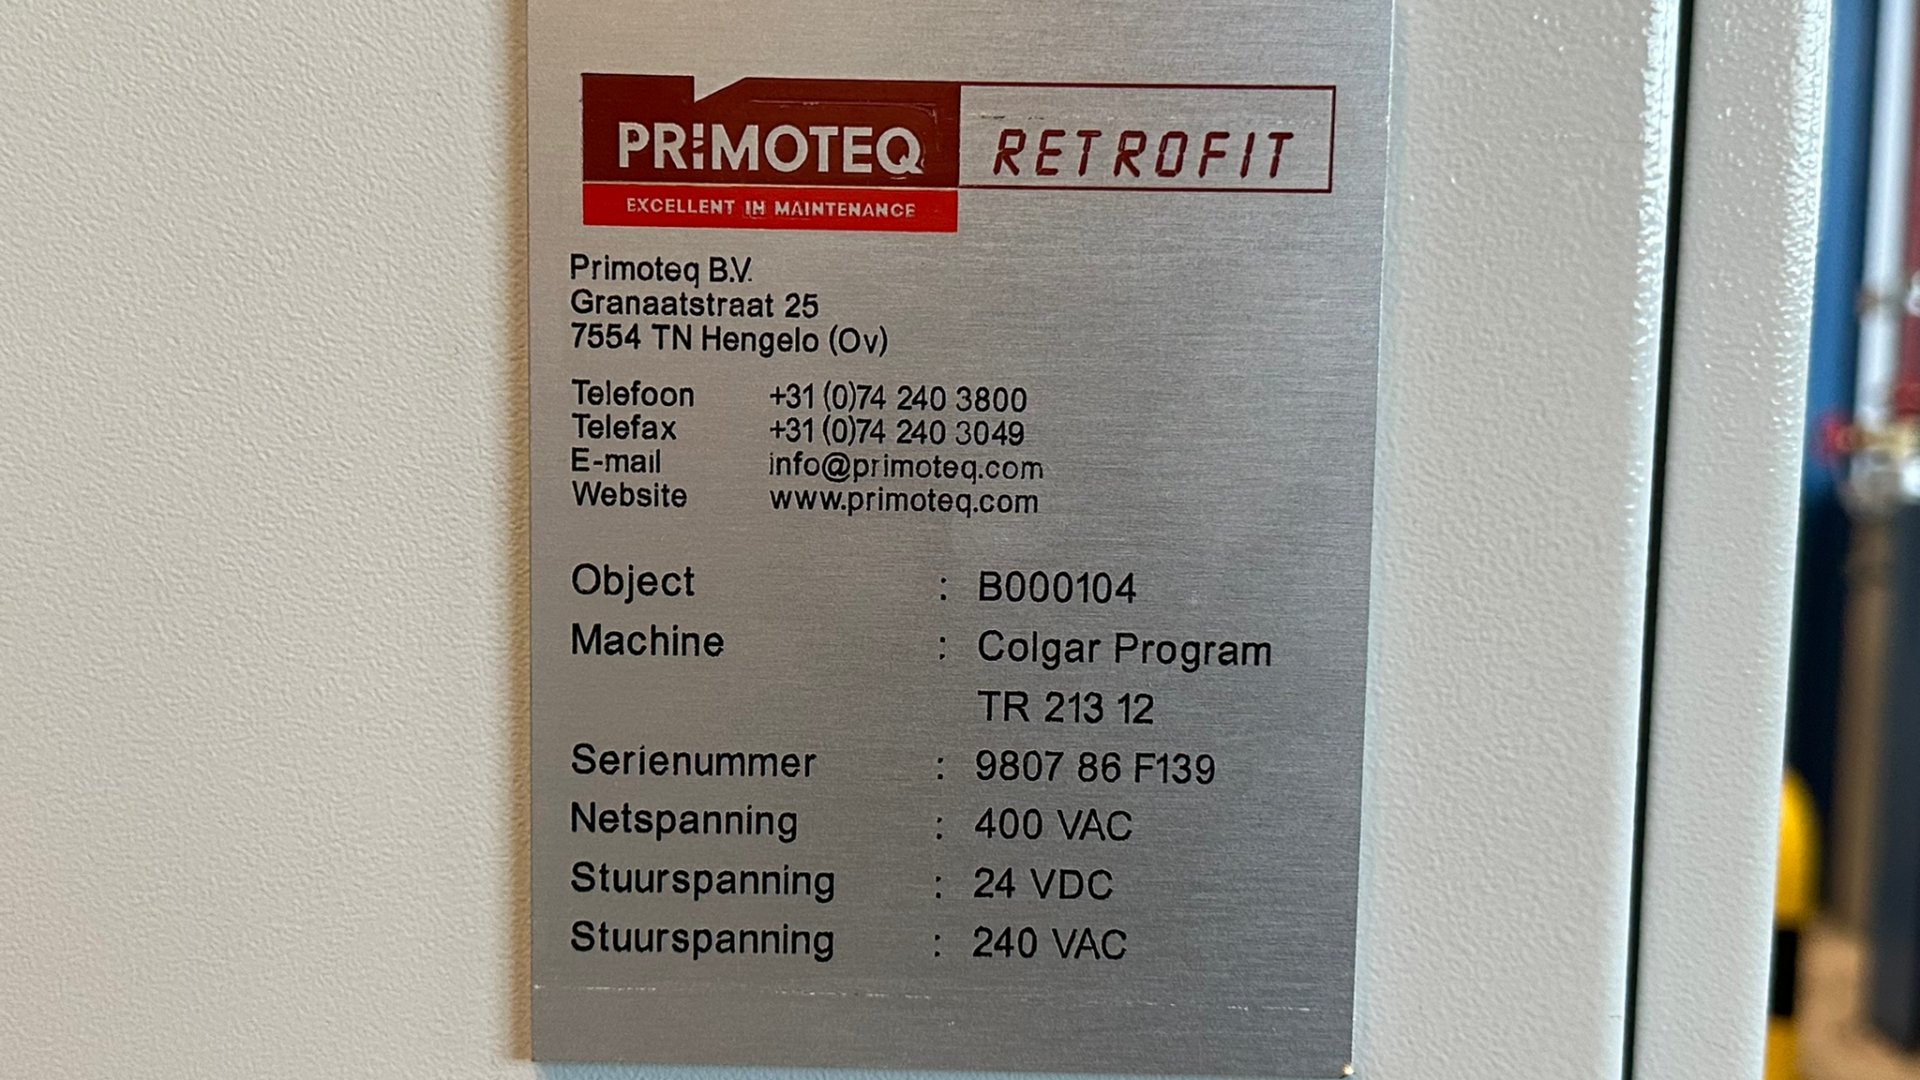 PRIMOTEQ RETROFIT
EXCELLENT IN MAINTENANCE
Primoteq B.V.
Granaatstraat 25
7554 TN Hengelo (Ov)
Telefoon +31 (0)74 240 3800
Telefax +31 (0)74 240 3049
E-mail info@primoteq.com
Website www.primoteq.com
Object : B000104
Machine : Colgar Program
TR 213 12
Serienummer : 9807 86 F139
Netspanning : 400 VAC
Stuurspanning : 24 VDC
Stuurspanning : 240 VAC